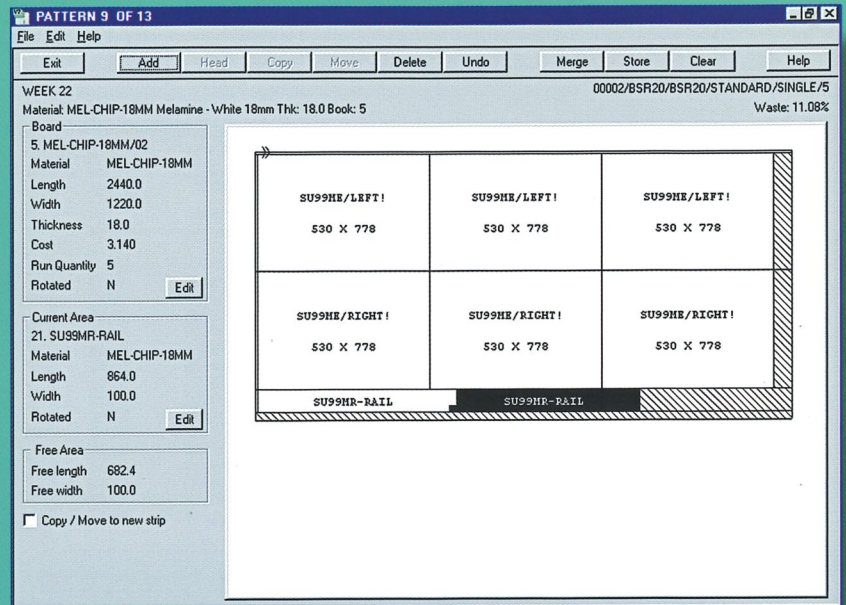 PATTERN 9 OF 13
File Edit Help
Exit Add Head Copy Move Delete Undo Merge Store Clear Help
WEEK 22 00002/BSR20/BSR20/STANDARD/SINGLE/5
Material: MEL-CHIP-18MM Melamine - White 18mm Thk: 18.0 Book: 5 Waste: 11.08%
Board
5. MEL-CHIP-18MM/02
Material MEL-CHIP-18MM
Length 2440.0
Width 1220.0
Thickness 18.0
Cost 3.140
Run Quantity 5
Rotated N Edit
Current Area
21. SU99MR-RAIL
Material MEL-CHIP-18MM
Length 864.0
Width 100.0
Rotated N Edit
Free Area
Free length 682.4
Free width 100.0
Copy / Move to new strip
SU99ME/LEFT! SU99ME/LEFT! SU99ME/LEFT!
530 X 778 530 X 778 530 X 778
SU99ME/RIGHT! SU99ME/RIGHT! SU99ME/RIGHT!
530 X 778 530 X 778 530 X 778
SU99MR-RAIL SU99MR-RAIL